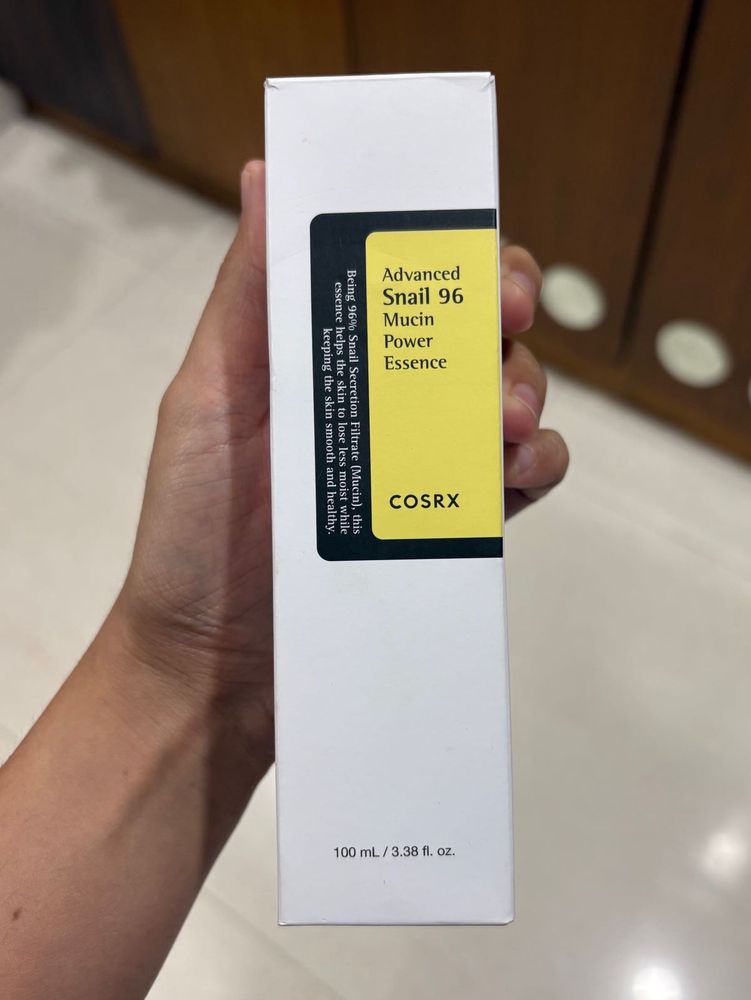 Advanced
Snail 96
Mucin
Power
Essence
COSRX
Being 96% Snail Secretion Filtrate (Mucin), this
essence helps the skin to lose less moist while
keeping the skin smooth and healthy.
100 mL / 3.38 fl. oz.